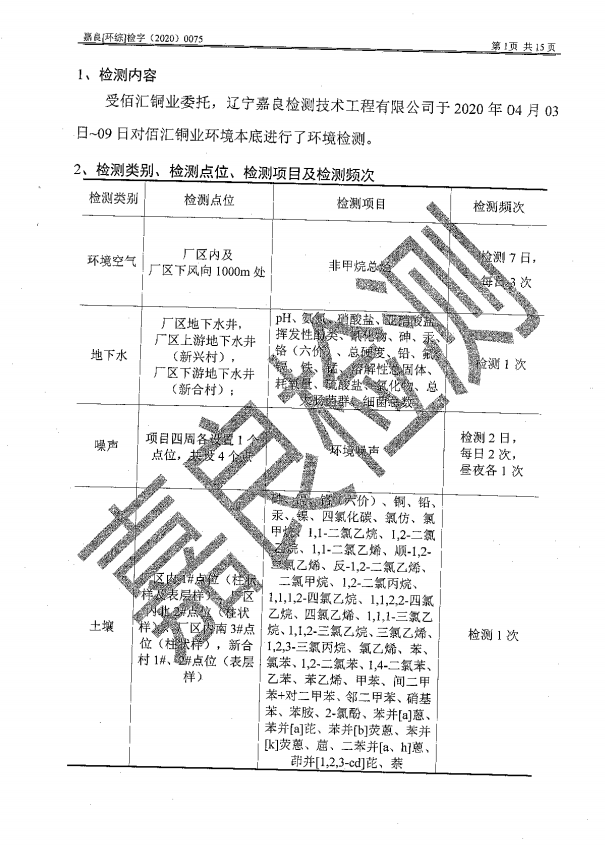 嘉良[环综]检字（2020）0075
第1页 共15页
1、检测内容
受佰汇铜业委托，辽宁嘉良检测技术工程有限公司于2020年04月03
日~09日对佰汇铜业环境本底进行了环境检测。
2、检测类别、检测点位、检测项目及检测频次
检测类别 检测点位 检测项目 检测频次
环境空气
厂区内及
厂区下风向1000m处
非甲烷总烃
检测7日，
每日3次
地下水
厂区地下水井，
厂区上游地下水井
（新兴村），
厂区下游地下水井
（新合村）；
pH、氨氮、硝酸盐、亚硝酸盐、
挥发性酚类、氰化物、砷、汞、
铬（六价）、总硬度、铅、氟、
镉、铁、锰、溶解性总固体、
耗氧量、硫酸盐、氯化物、总
大肠菌群、细菌总数
检测1次
噪声
项目四周各设置1个
点位，共设4个点
环境噪声
检测2日，
每日2次，
昼夜各1次
土壤
区内1#点位（柱状
样及表层样），厂区
北2#点位（柱状
样），厂区内南3#点
位（柱状样），新合
村1#、2#点位（表层
样）
砷、镉、铬（六价）、铜、铅、
汞、镍、四氯化碳、氯仿、氯
甲烷、1,1-二氯乙烷、1,2-二氯
乙烷、1,1-二氯乙烯、顺-1,2-
二氯乙烯、反-1,2-二氯乙烯、
二氯甲烷、1,2-二氯丙烷、
1,1,1,2-四氯乙烷、1,1,2,2-四氯
乙烷、四氯乙烯、1,1,1-三氯乙
烷、1,1,2-三氯乙烷、三氯乙烯、
1,2,3-三氯丙烷、氯乙烯、苯、
氯苯、1,2-二氯苯、1,4-二氯苯、
乙苯、苯乙烯、甲苯、间二甲
苯+对二甲苯、邻二甲苯、硝基
苯、苯胺、2-氯酚、苯并[a]蒽、
苯并[a]芘、苯并[b]荧蒽、苯并
[k]荧蒽、䓛、二苯并[a、h]蒽、
茚并[1,2,3-cd]芘、萘
检测1次
嘉良检测